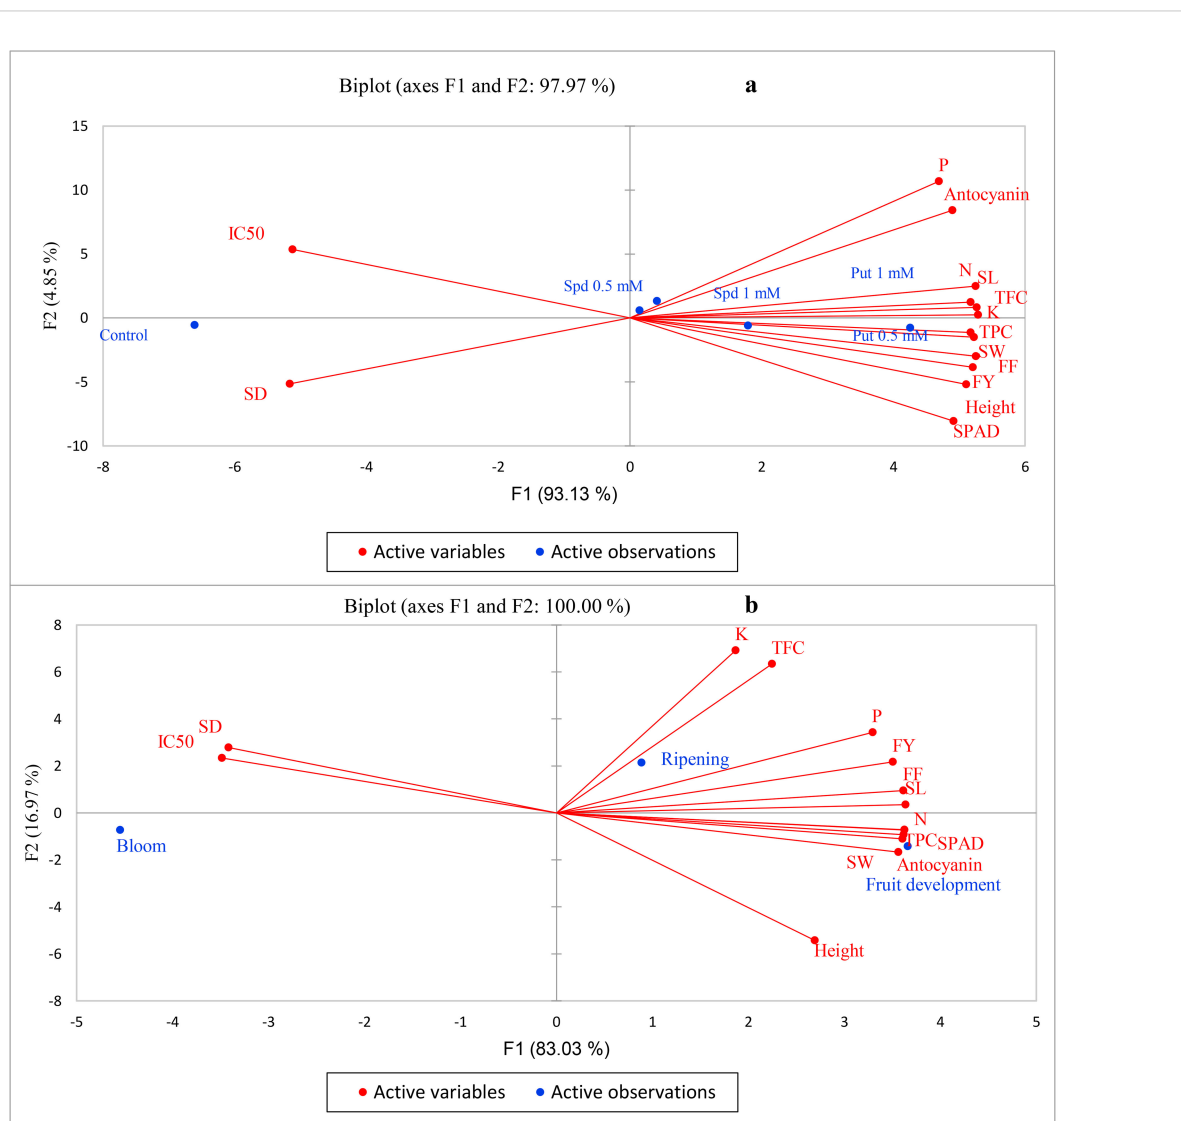 Biplot (axes F1 and F2: 97.97 %) a
15
10
5
0
-5
-10
F2 (4.85 %)
P
Antocyanin
IC50
N SL
Put 1 mM
Spd 0.5 mM
Spd 1 mM
TFC
K
Control
Put 0.5 mM
TPC
SW
FF
FY
SD
Height
SPAD
-8 -6 -4 -2 0 2 4 6
F1 (93.13 %)
Active variables Active observations
Biplot (axes F1 and F2: 100.00 %) b
8
6
4
2
0
-2
-4
-6
-8
F2 (16.97 %)
K
TFC
P
SD
IC50
FY
Ripening
FF
SL
N
Bloom
TPC SPAD
SW Antocyanin
Fruit development
Height
-5 -4 -3 -2 -1 0 1 2 3 4 5
F1 (83.03 %)
Active variables Active observations